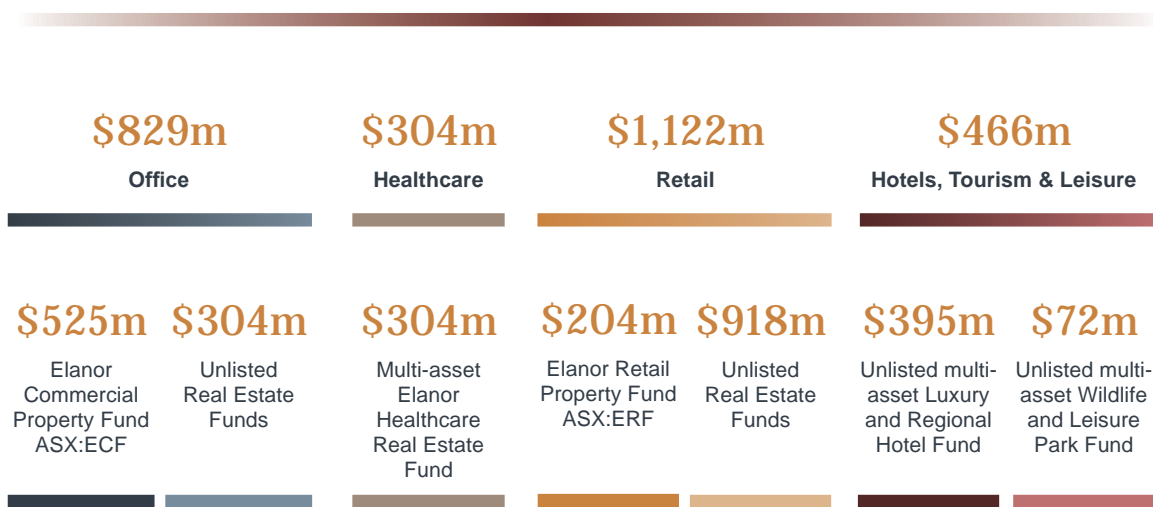 $829m
Office
$304m
Healthcare
$1,122m
Retail
$466m
Hotels, Tourism & Leisure
$525m
Elanor
Commercial
Property Fund
ASX:ECF
$304m
Unlisted
Real Estate
Funds
$304m
Multi-asset
Elanor
Healthcare
Real Estate
Fund
$204m
Elanor Retail
Property Fund
ASX:ERF
$918m
Unlisted
Real Estate
Funds
$395m
Unlisted multi-
asset Luxury
and Regional
Hotel Fund
$72m
Unlisted multi-
asset Wildlife
and Leisure
Park Fund